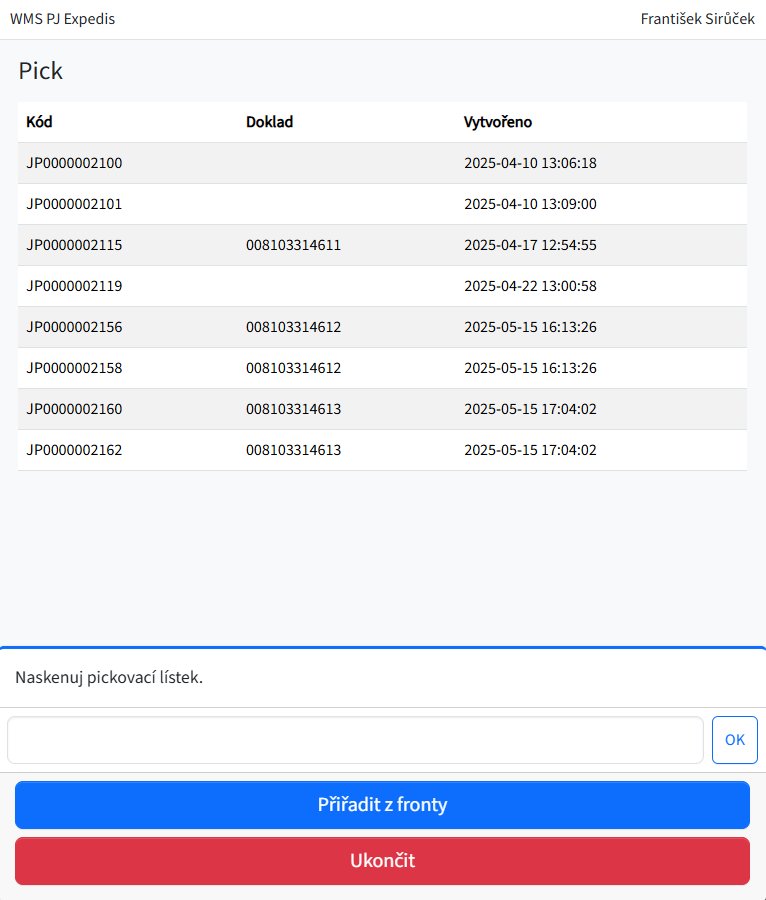 WMS PJ Expedis František Sirůček
Pick
Kód Doklad Vytvořeno
JP0000002100 2025-04-10 13:06:18
JP0000002101 2025-04-10 13:09:00
JP0000002115 008103314611 2025-04-17 12:54:55
JP0000002119 2025-04-22 13:00:58
JP0000002156 008103314612 2025-05-15 16:13:26
JP0000002158 008103314612 2025-05-15 16:13:26
JP0000002160 008103314613 2025-05-15 17:04:02
JP0000002162 008103314613 2025-05-15 17:04:02
Naskenuj pickovací lístek.
OK
Přiřadit z fronty
Ukončit